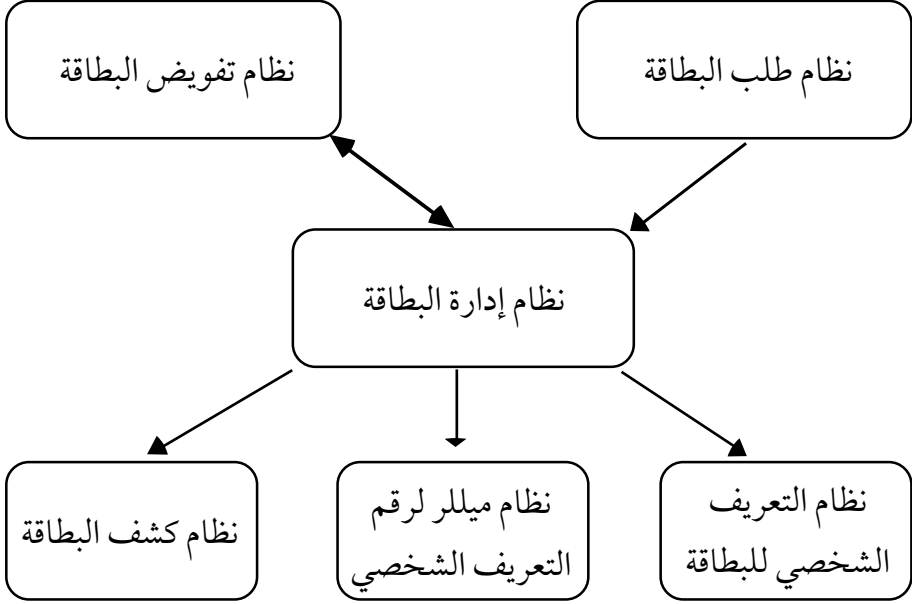 نظام طلب البطاقة
نظام تفويض البطاقة
نظام إدارة البطاقة
نظام التعريف
الشخصي للبطاقة
نظام ميللر لرقم
التعريف الشخصي
نظام كشف البطاقة